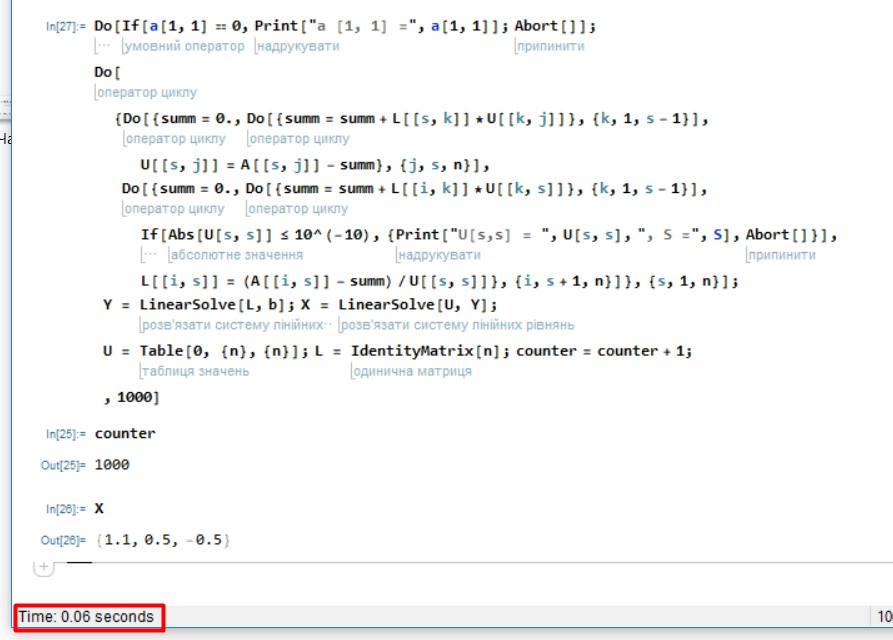 In[27]:= Do[If[a[1, 1] == 0, Print["a [1, 1] =", a[1, 1]]; Abort[]];
⋯ умовний оператор надрукувати припинити
Do[
оператор циклу
{Do[{summ = 0., Do[{summ = summ + L[[s, k]] * U[[k, j]]}, {k, 1, s - 1}],
оператор циклу оператор циклу
U[[s, j]] = A[[s, j]] - summ}, {j, s, n}],
Do[{summ = 0., Do[{summ = summ + L[[i, k]] * U[[k, s]]}, {k, 1, s - 1}],
оператор циклу оператор циклу
If[Abs[U[s, s]] ≤ 10^(-10), {Print["U[s,s] = ", U[s, s], ", S =", S], Abort[]}],
⋯ абсолютне значення надрукувати припинити
L[[i, s]] = (A[[i, s]] - summ) / U[[s, s]]}, {i, s + 1, n}]}, {s, 1, n}];
Y = LinearSolve[L, b]; X = LinearSolve[U, Y];
розв'язати систему лінійних⋯ розв'язати систему лінійних рівнянь
U = Table[0, {n}, {n}]; L = IdentityMatrix[n]; counter = counter + 1;
таблиця значень одинична матриця
, 1000]
In[25]:= counter
Out[25]= 1000
In[26]:= X
Out[26]= {1.1, 0.5, -0.5}
+
Time: 0.06 seconds